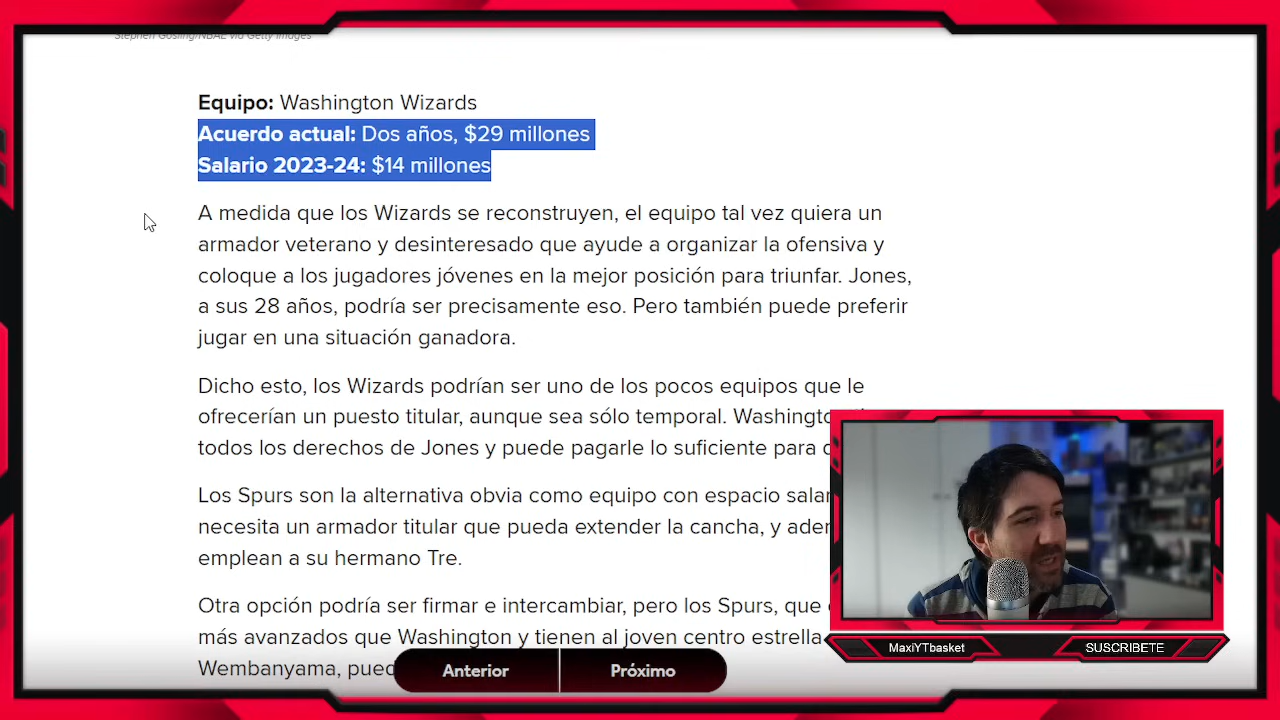 Stephen Gosling/NBAE via Getty Images
Equipo: Washington Wizards
Acuerdo actual: Dos años, $29 millones
Salario 2023-24: $14 millones
A medida que los Wizards se reconstruyen, el equipo tal vez quiera un
armador veterano y desinteresado que ayude a organizar la ofensiva y
coloque a los jugadores jóvenes en la mejor posición para triunfar. Jones,
a sus 28 años, podría ser precisamente eso. Pero también puede preferir
jugar en una situación ganadora.
Dicho esto, los Wizards podrían ser uno de los pocos equipos que le
ofrecerían un puesto titular, aunque sea sólo temporal.
todos los derechos de Jones y puede pagarle lo suficiente para
Los Spurs son la alternativa obvia como equipo con espacio
necesita un armador titular que pueda extender la cancha, y
emplean a su hermano Tre.
Otra opción podría ser firmar e intercambiar, pero los Spurs, que
más avanzados que Washington y tienen al joven centro estrella
Wembanyama,
Anterior
Próximo
MaxiYTbasket
SUSCRIBETE